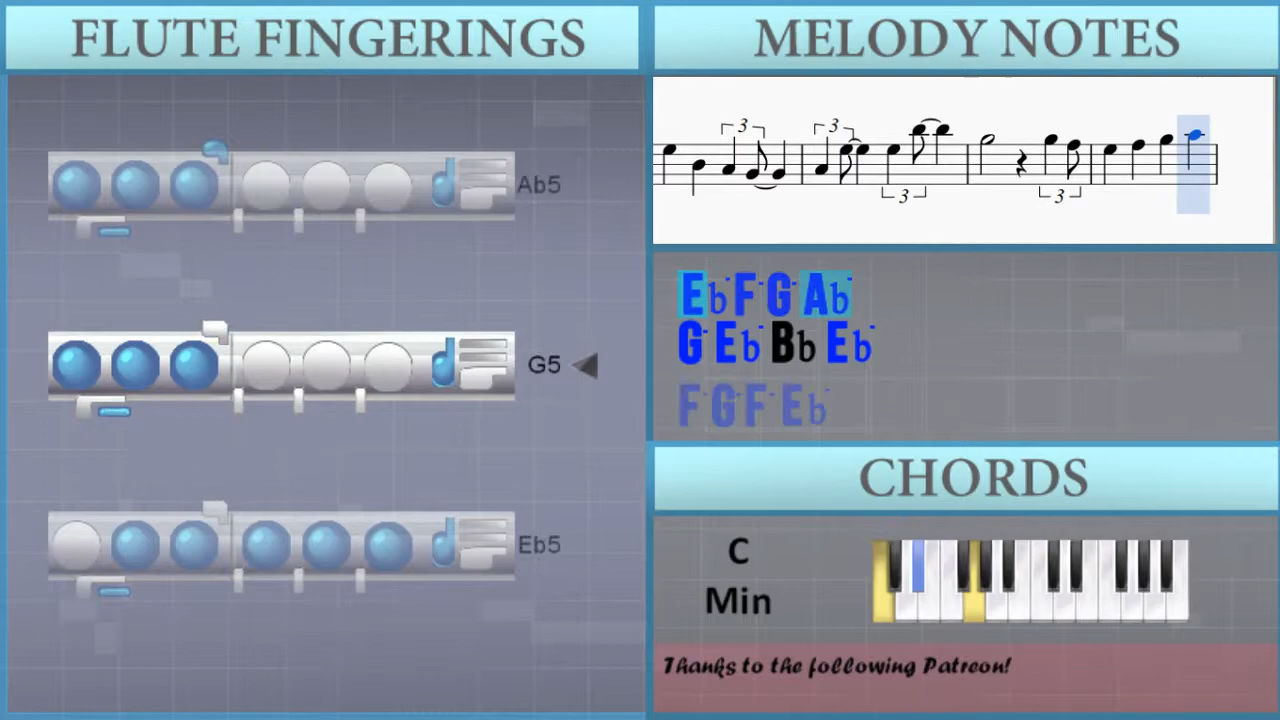 FLUTE FINGERINGS
Ab5
G5
Eb5
MELODY NOTES
3
3
3
3
Eb- F- G- Ab-
G- Eb- Bb Eb-
F- G- F- Eb-
CHORDS
C
Min
Thanks to the following Patreon!